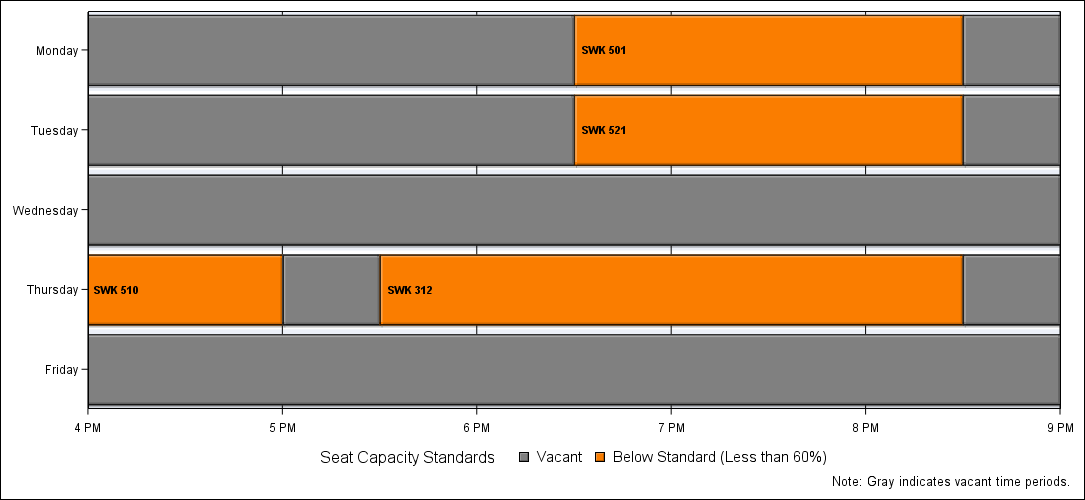 Monday
SWK 501
Tuesday
SWK 521
Wednesday
Thursday
SWK 510 SWK 312
Friday
4 PM 5 PM 6 PM 7 PM 8 PM 9 PM
Seat Capacity Standards Vacant Below Standard (Less than 60%)
Note: Gray indicates vacant time periods.